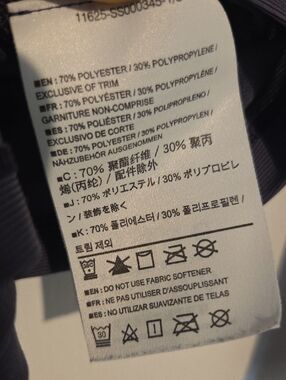 11625-SS000345-1
■EN: 70% POLYESTER / 30% POLYPROPYLENE /
EXCLUSIVE OF TRIM
■FR: 70% POLYESTER / 30% POLYPROPYLÈNE /
GARNITURE NON-COMPRISE
■ES: 70% POLIÉSTER / 30% POLIPROPILENO /
EXCLUSIVO DE CORTE
■DE: 70% POLYESTER / 30% POLYPROPYLEN /
NÄHZUBEHÖR AUSGENOMMEN
■C: 70% 聚酯纤维 / 30% 聚丙
烯(丙纶) / 配件除外
■J: 70% ポリエステル / 30% ポリプロピレ
ン / 装飾を除く
■K: 70% 폴리에스터 / 30% 폴리프로필렌 /
트림 제외
■EN: DO NOT USE FABRIC SOFTENER
■FR: NE PAS UTILISER D'ASSOUPLISSANT
■ES: NO UTILIZAR SUAVIZANTE DE TELAS
30